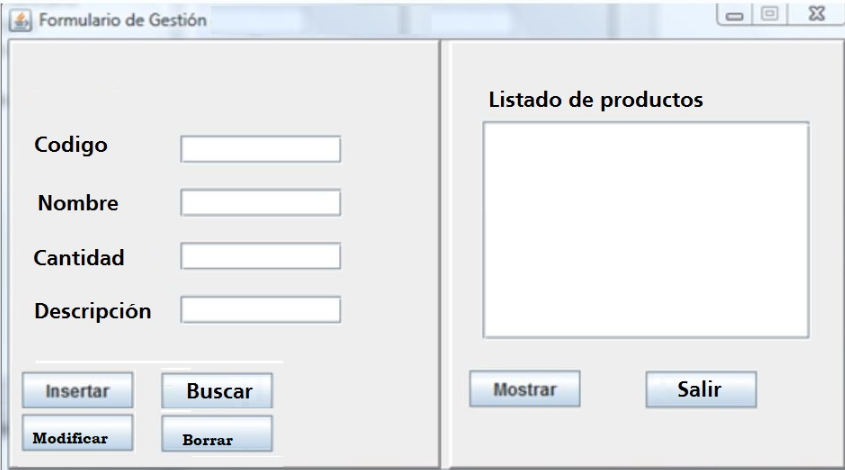 Formulario de Gestión
Codigo
Nombre
Cantidad
Descripción
Insertar
Buscar
Modificar
Borrar
Listado de productos
Mostrar
Salir